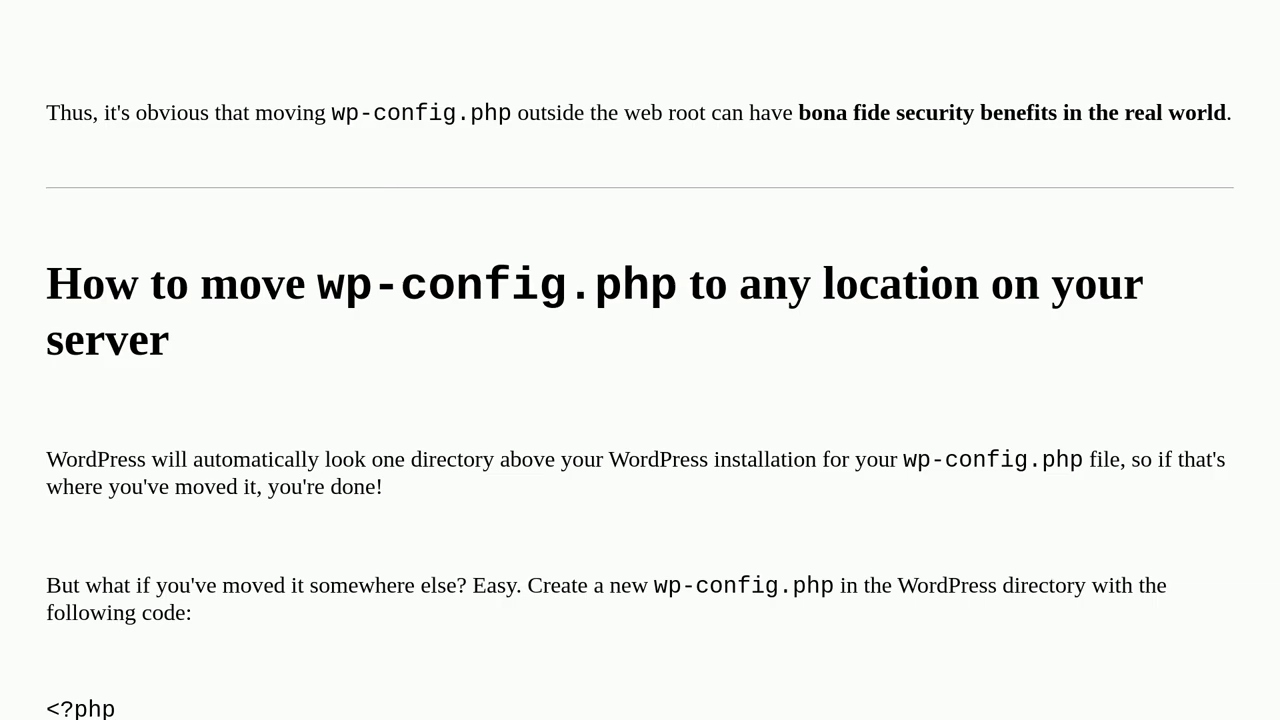 Thus, it's obvious that moving wp-config.php outside the web root can have bona fide security benefits in the real world.
How to move wp-config.php to any location on your
server
WordPress will automatically look one directory above your WordPress installation for your wp-config.php file, so if that's
where you've moved it, you're done!
But what if you've moved it somewhere else? Easy. Create a new wp-config.php in the WordPress directory with the
following code:
<?php